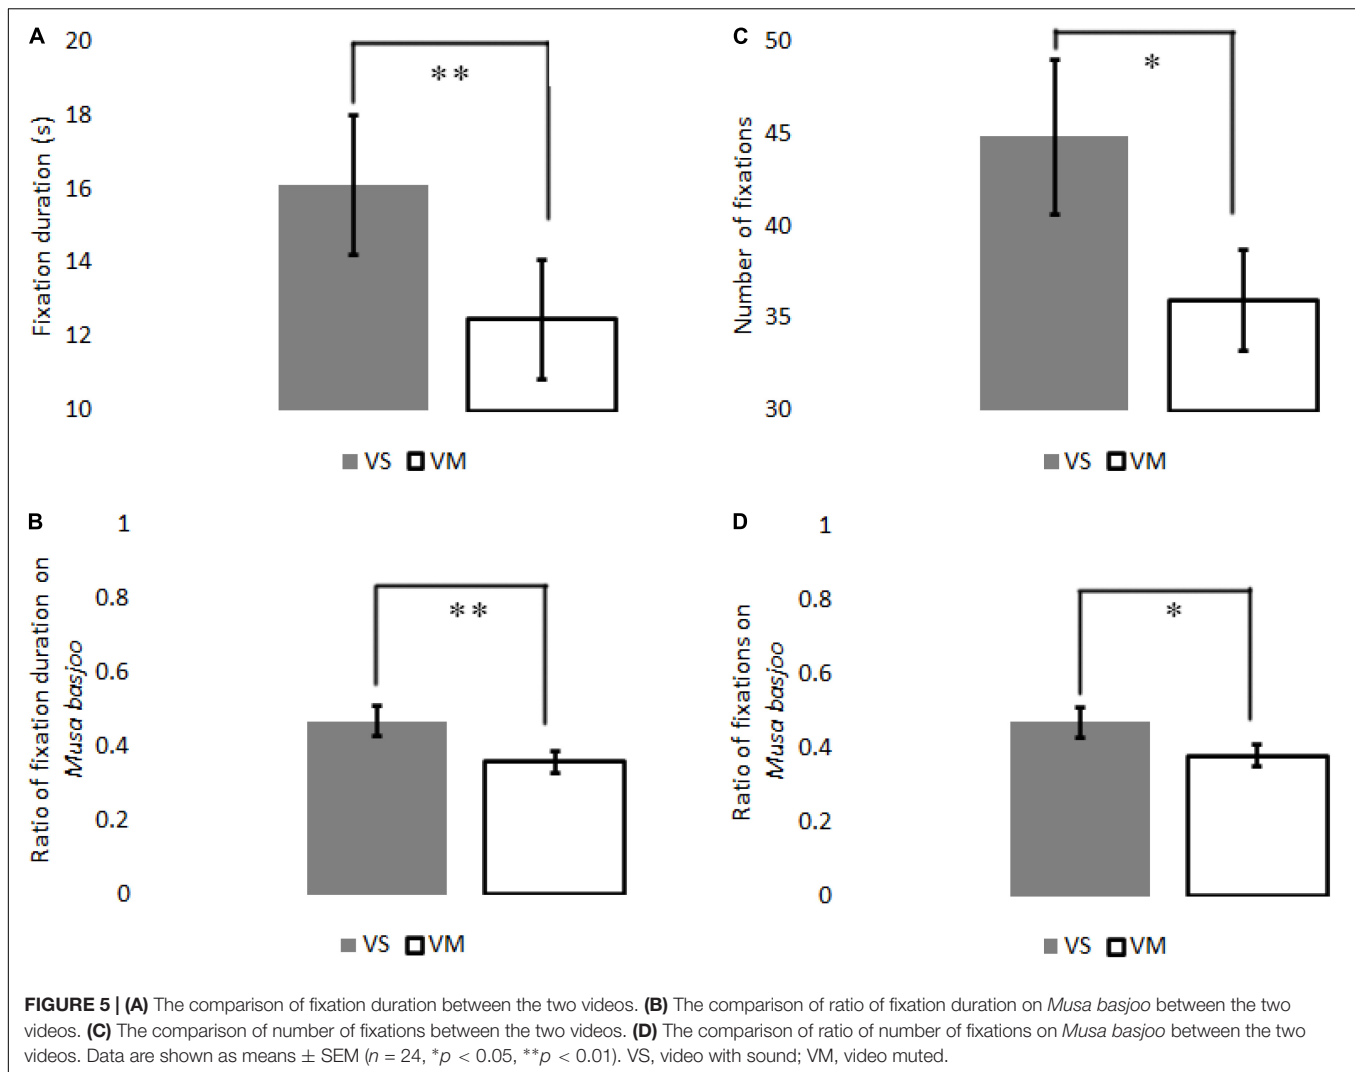 A
20
18
16
14
12
10
Fixation duration (s)
**
VS VM
B
1
0.8
0.6
0.4
0.2
0
Ratio of fixation duration on
Musa basjoo
**
VS VM
C
50
45
40
35
30
Number of fixations
*
VS VM
D
1
0.8
0.6
0.4
0.2
0
Ratio of fixations on
Musa basjoo
*
VS VM
FIGURE 5 | (A) The comparison of fixation duration between the two videos. (B) The comparison of ratio of fixation duration on Musa basjoo between the two
videos. (C) The comparison of number of fixations between the two videos. (D) The comparison of ratio of number of fixations on Musa basjoo between the two
videos. Data are shown as means ± SEM (n = 24, *p < 0.05, **p < 0.01). VS, video with sound; VM, video muted.